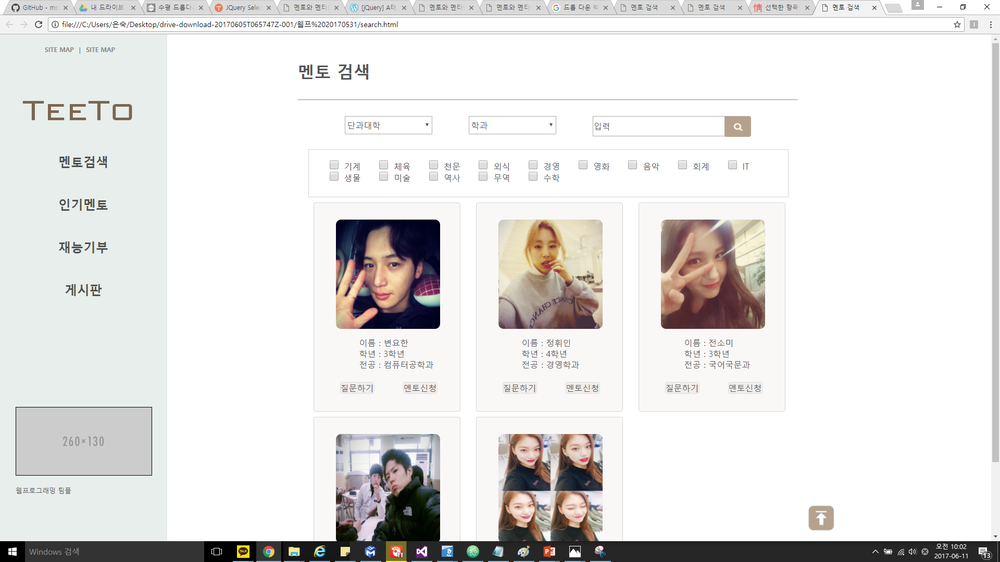 GitHub - ms
내 드라이브
수평 드롭다
JQuery Selec
멘토와 멘티
[jQuery] A태
멘토와 멘티
멘토와 멘티
드롭 다운 박
멘토 검색
멘토 검색
선택한 항목
멘토 검색
file:///C:/Users/은숙/Desktop/drive-download-20170605T065747Z-001/웹프%2020170531/search.html
SITE MAP | SITE MAP
TEETO
멘토검색
인기멘토
재능기부
게시판
260×130
웹프로그래밍 팀플
멘토 검색
단과대학 학과 입력
기계 체육 천문 외식 경영 영화 음악 회계 IT
생물 미술 역사 무역 수학
이름 : 변요한
학년 : 3학년
전공 : 컴퓨터공학과
질문하기 멘토신청
이름 : 정휘인
학년 : 4학년
전공 : 경영학과
질문하기 멘토신청
이름 : 전소미
학년 : 3학년
전공 : 국어국문과
질문하기 멘토신청
Windows 검색
TALK
오전 10:02
2017-06-11
13